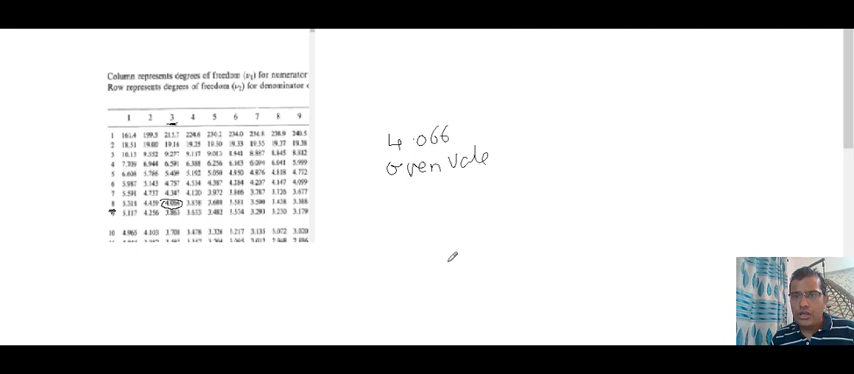 Column represents degrees of freedom (ν₁) for numerator
Row represents degrees of freedom (ν₂) for denominator
1 2 3 4 5 6 7 8 9
1 161.4 199.5 215.7 224.6 230.2 234.0 236.8 238.9 240.5
2 18.51 19.00 19.16 19.25 19.30 19.33 19.35 19.37 19.38
3 10.13 9.552 9.277 9.117 9.013 8.941 8.887 8.845 8.812
4 7.709 6.944 6.591 6.388 6.256 6.163 6.094 6.041 5.999
5 6.608 5.786 5.409 5.192 5.050 4.950 4.876 4.818 4.772
6 5.987 5.143 4.757 4.534 4.387 4.284 4.207 4.147 4.099
7 5.591 4.737 4.347 4.120 3.972 3.866 3.787 3.726 3.677
8 5.318 4.459 4.066 3.838 3.688 3.581 3.500 3.438 3.388
5.117 4.256 3.863 3.633 3.482 3.374 3.293 3.230 3.179
10 4.965 4.103 3.708 3.478 3.326 3.217 3.135 3.072 3.020
4.066